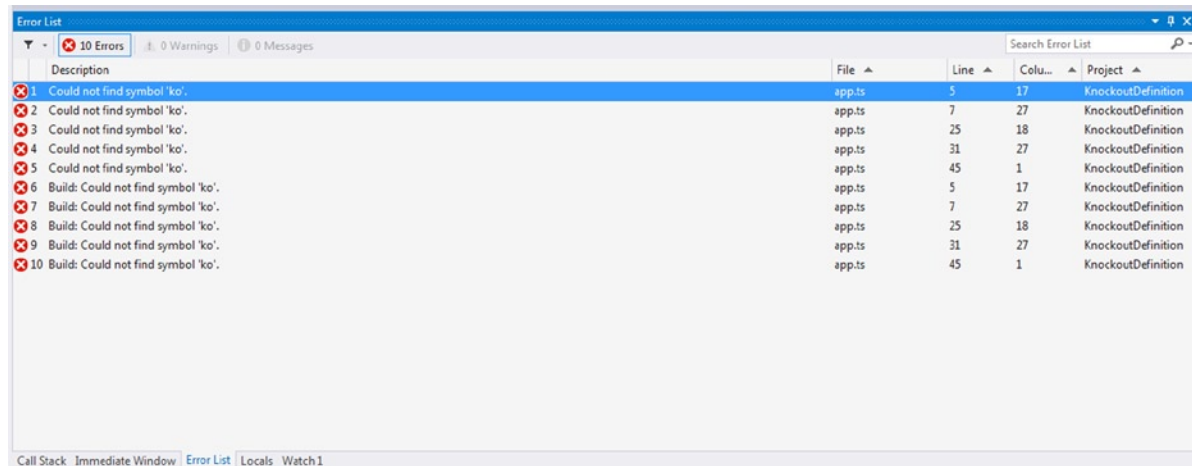 Error List
10 Errors 0 Warnings 0 Messages Search Error List
Description File Line Colu... Project
1 Could not find symbol 'ko'. app.ts 5 17 KnockoutDefinition
2 Could not find symbol 'ko'. app.ts 7 27 KnockoutDefinition
3 Could not find symbol 'ko'. app.ts 25 18 KnockoutDefinition
4 Could not find symbol 'ko'. app.ts 31 27 KnockoutDefinition
5 Could not find symbol 'ko'. app.ts 45 1 KnockoutDefinition
6 Build: Could not find symbol 'ko'. app.ts 5 17 KnockoutDefinition
7 Build: Could not find symbol 'ko'. app.ts 7 27 KnockoutDefinition
8 Build: Could not find symbol 'ko'. app.ts 25 18 KnockoutDefinition
9 Build: Could not find symbol 'ko'. app.ts 31 27 KnockoutDefinition
10 Build: Could not find symbol 'ko'. app.ts 45 1 KnockoutDefinition
Call Stack Immediate Window Error List Locals Watch 1